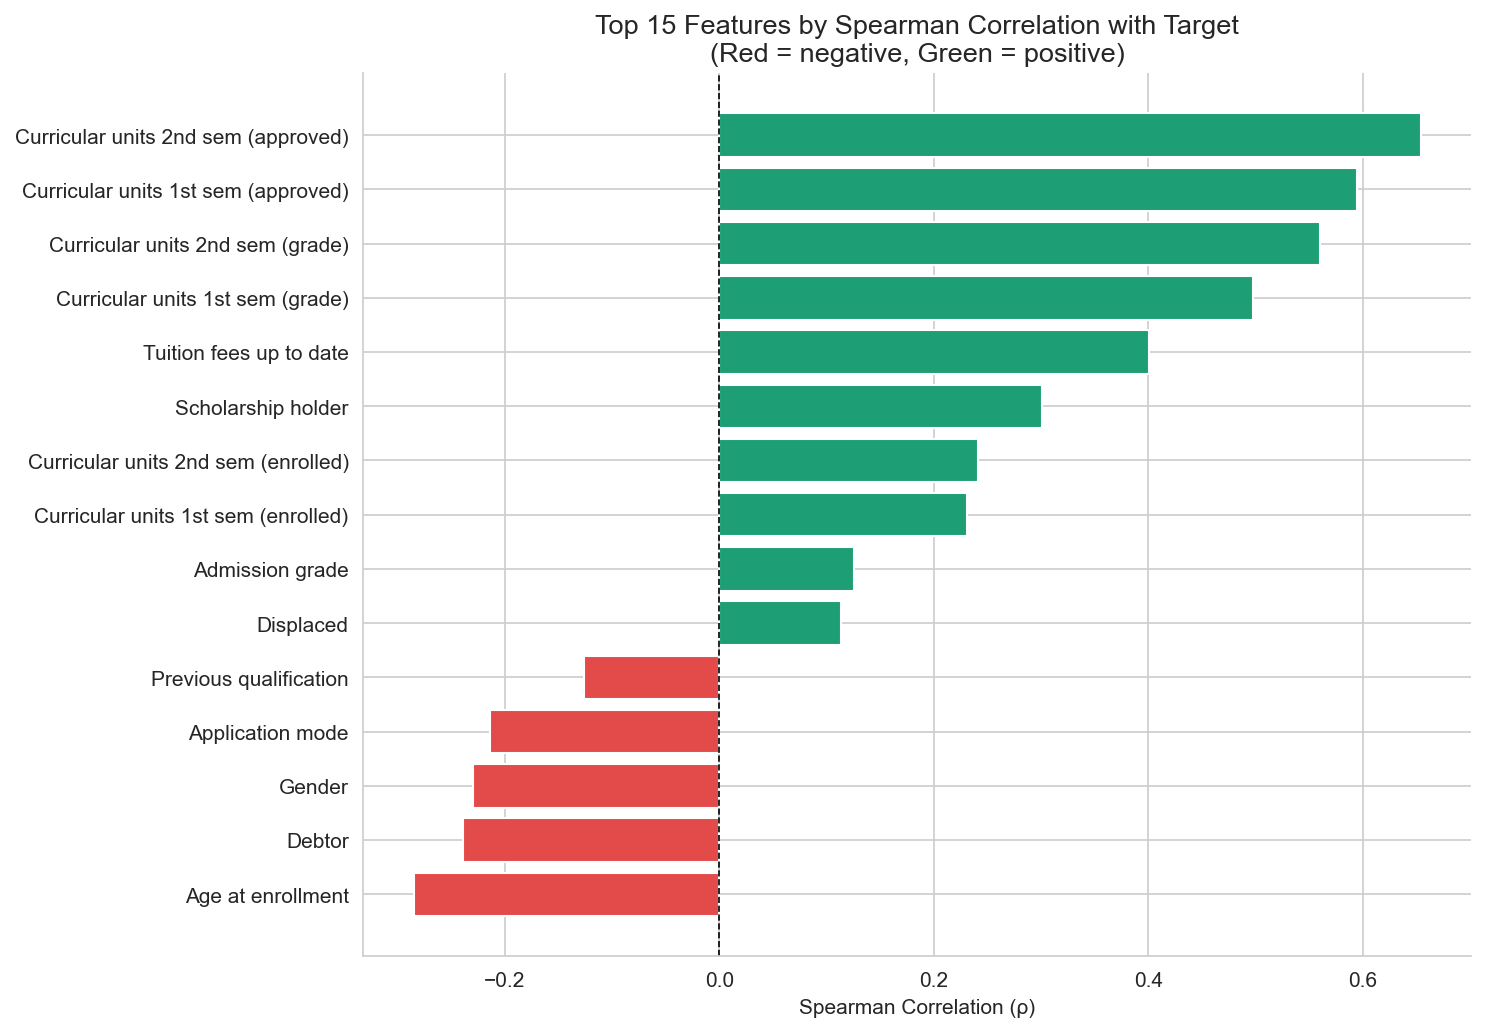 Top 15 Features by Spearman Correlation with Target
(Red = negative, Green = positive)
Curricular units 2nd sem (approved)
Curricular units 1st sem (approved)
Curricular units 2nd sem (grade)
Curricular units 1st sem (grade)
Tuition fees up to date
Scholarship holder
Curricular units 2nd sem (enrolled)
Curricular units 1st sem (enrolled)
Admission grade
Displaced
Previous qualification
Application mode
Gender
Debtor
Age at enrollment
−0.2 0.0 0.2 0.4 0.6
Spearman Correlation (ρ)